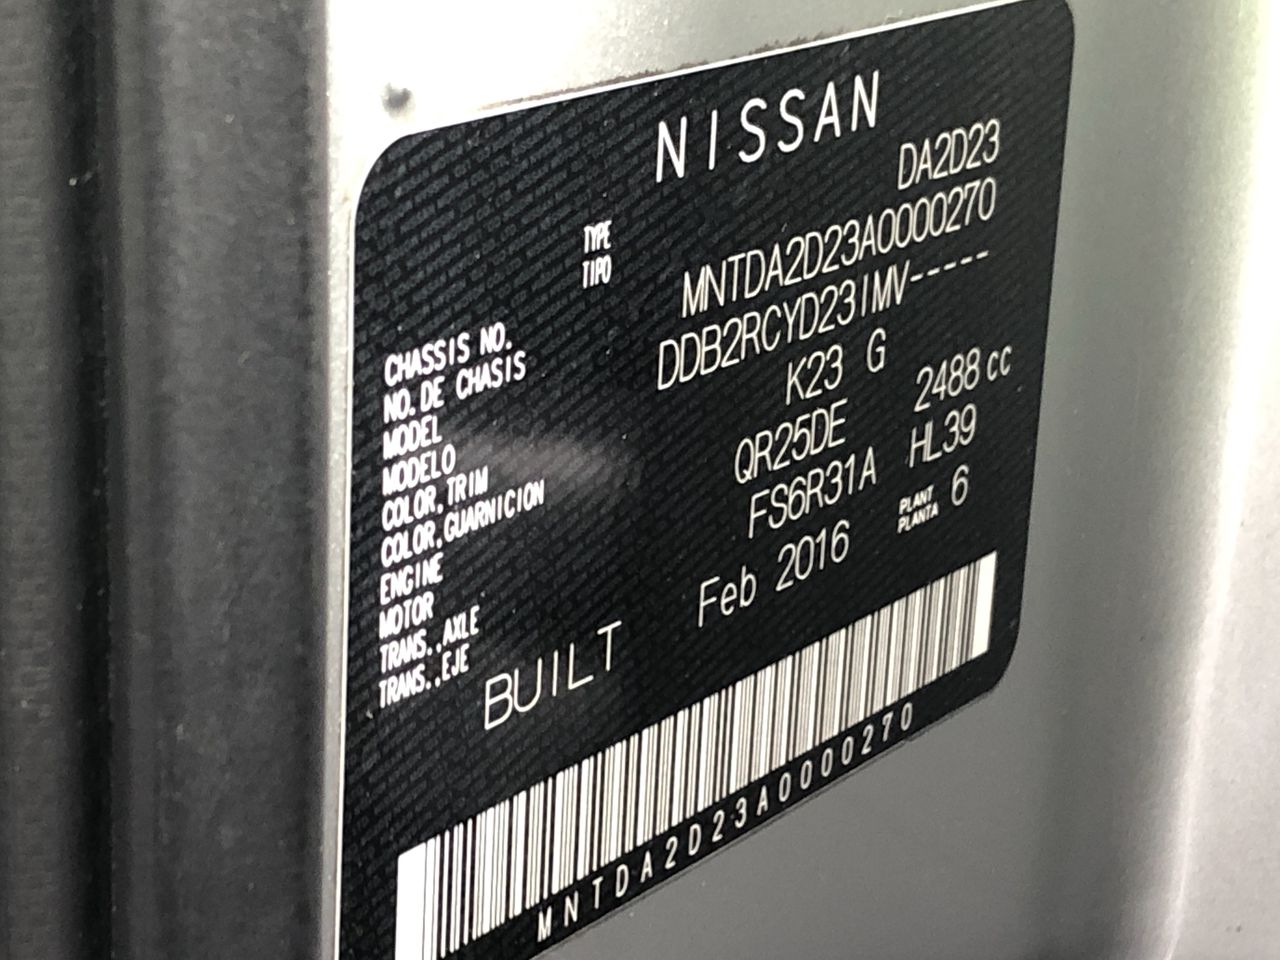 NISSAN
TYPE DA2D23
TIPO
CHASSIS NO. MNTDA2D23A0000270
NO. DE CHASIS
MODEL DDB2RCYD23IMV-----
MODELO
COLOR, TRIM K23 G
COLOR, GUARNICION
ENGINE QR25DE 2488 cc
MOTOR
TRANS., AXLE FS6R31A HL39
TRANS., EJE
BUILT Feb 2016 PLANT 6
PLANTA
MNTDA2D23A0000270